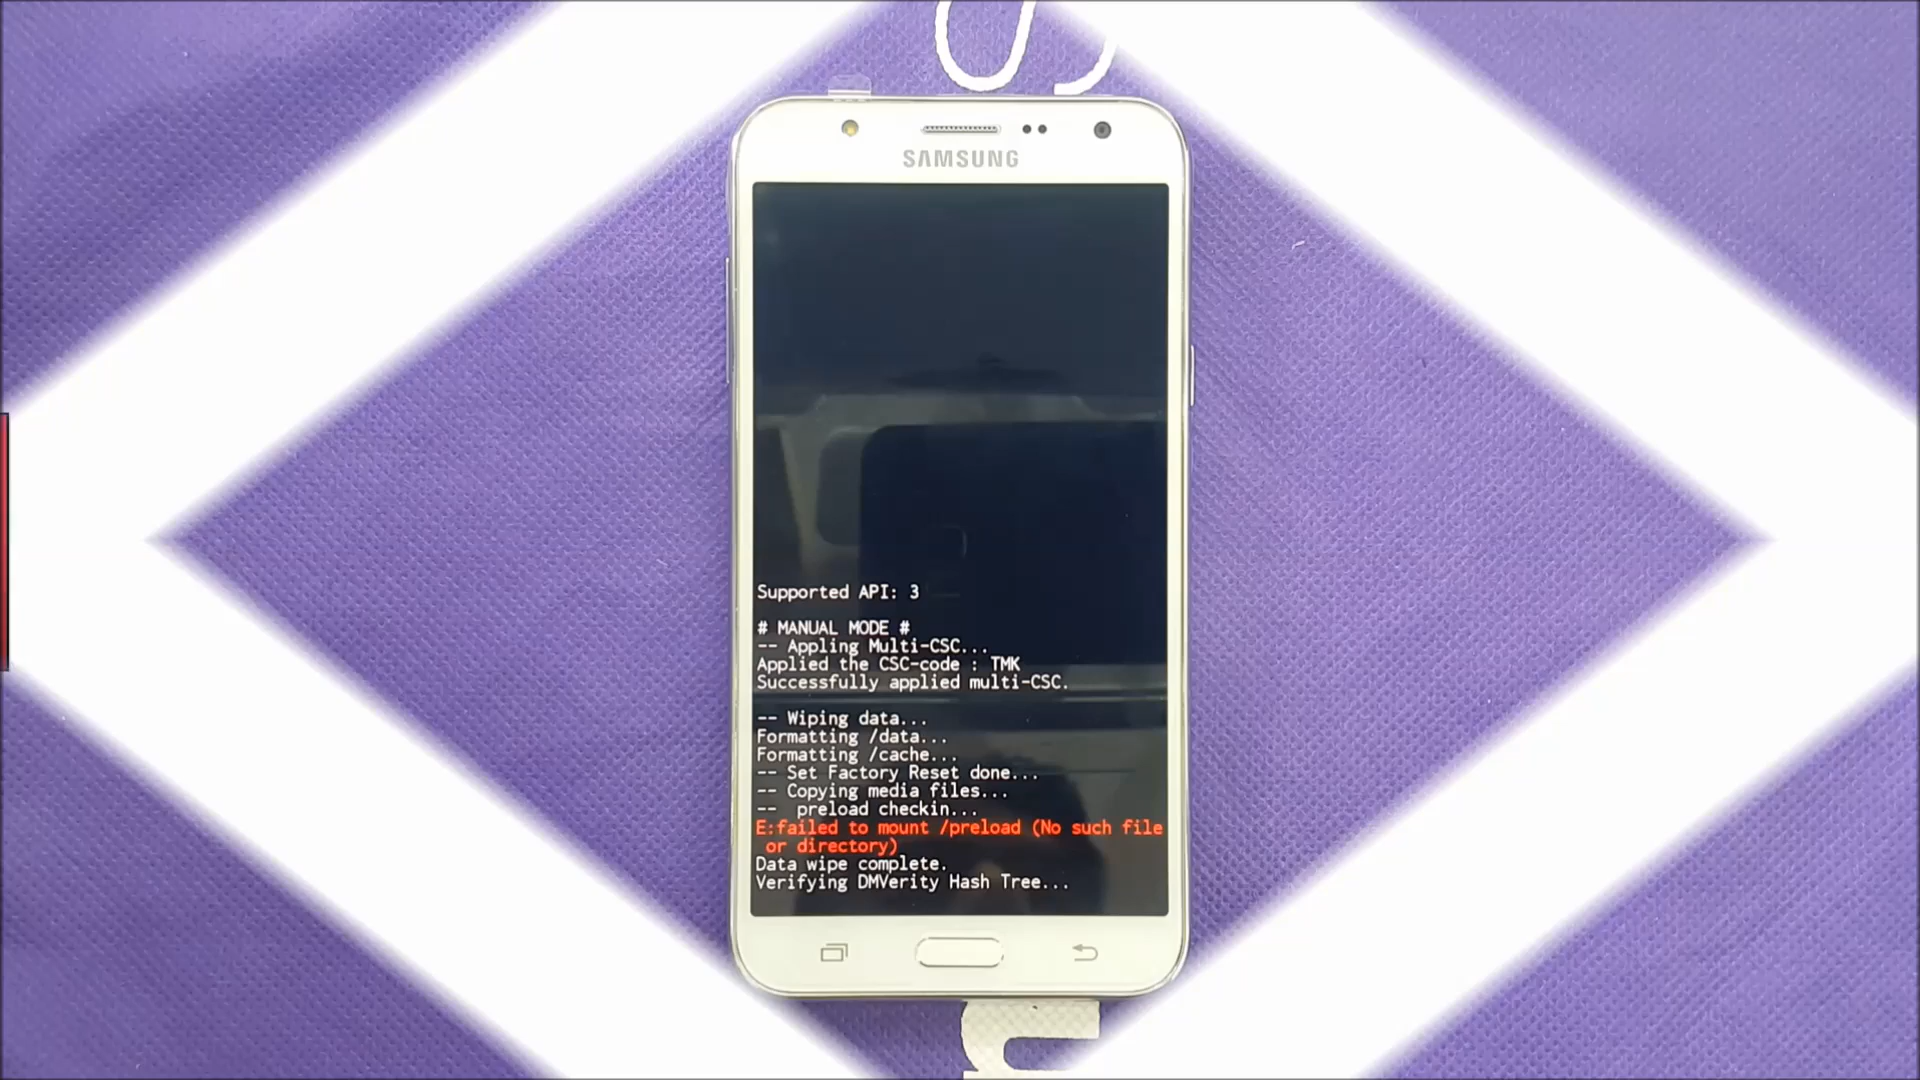 SAMSUNG
Supported API: 3
# MANUAL MODE #
-- Appling Multi-CSC...
Applied the CSC-code : TMK
Successfully applied multi-CSC.
-- Wiping data...
Formatting /data...
Formatting /cache...
-- Set Factory Reset done...
-- Copying media files...
--  preload checkin...
E:failed to mount /preload (No such file
or directory)
Data wipe complete.
Verifying DMVerity Hash Tree...